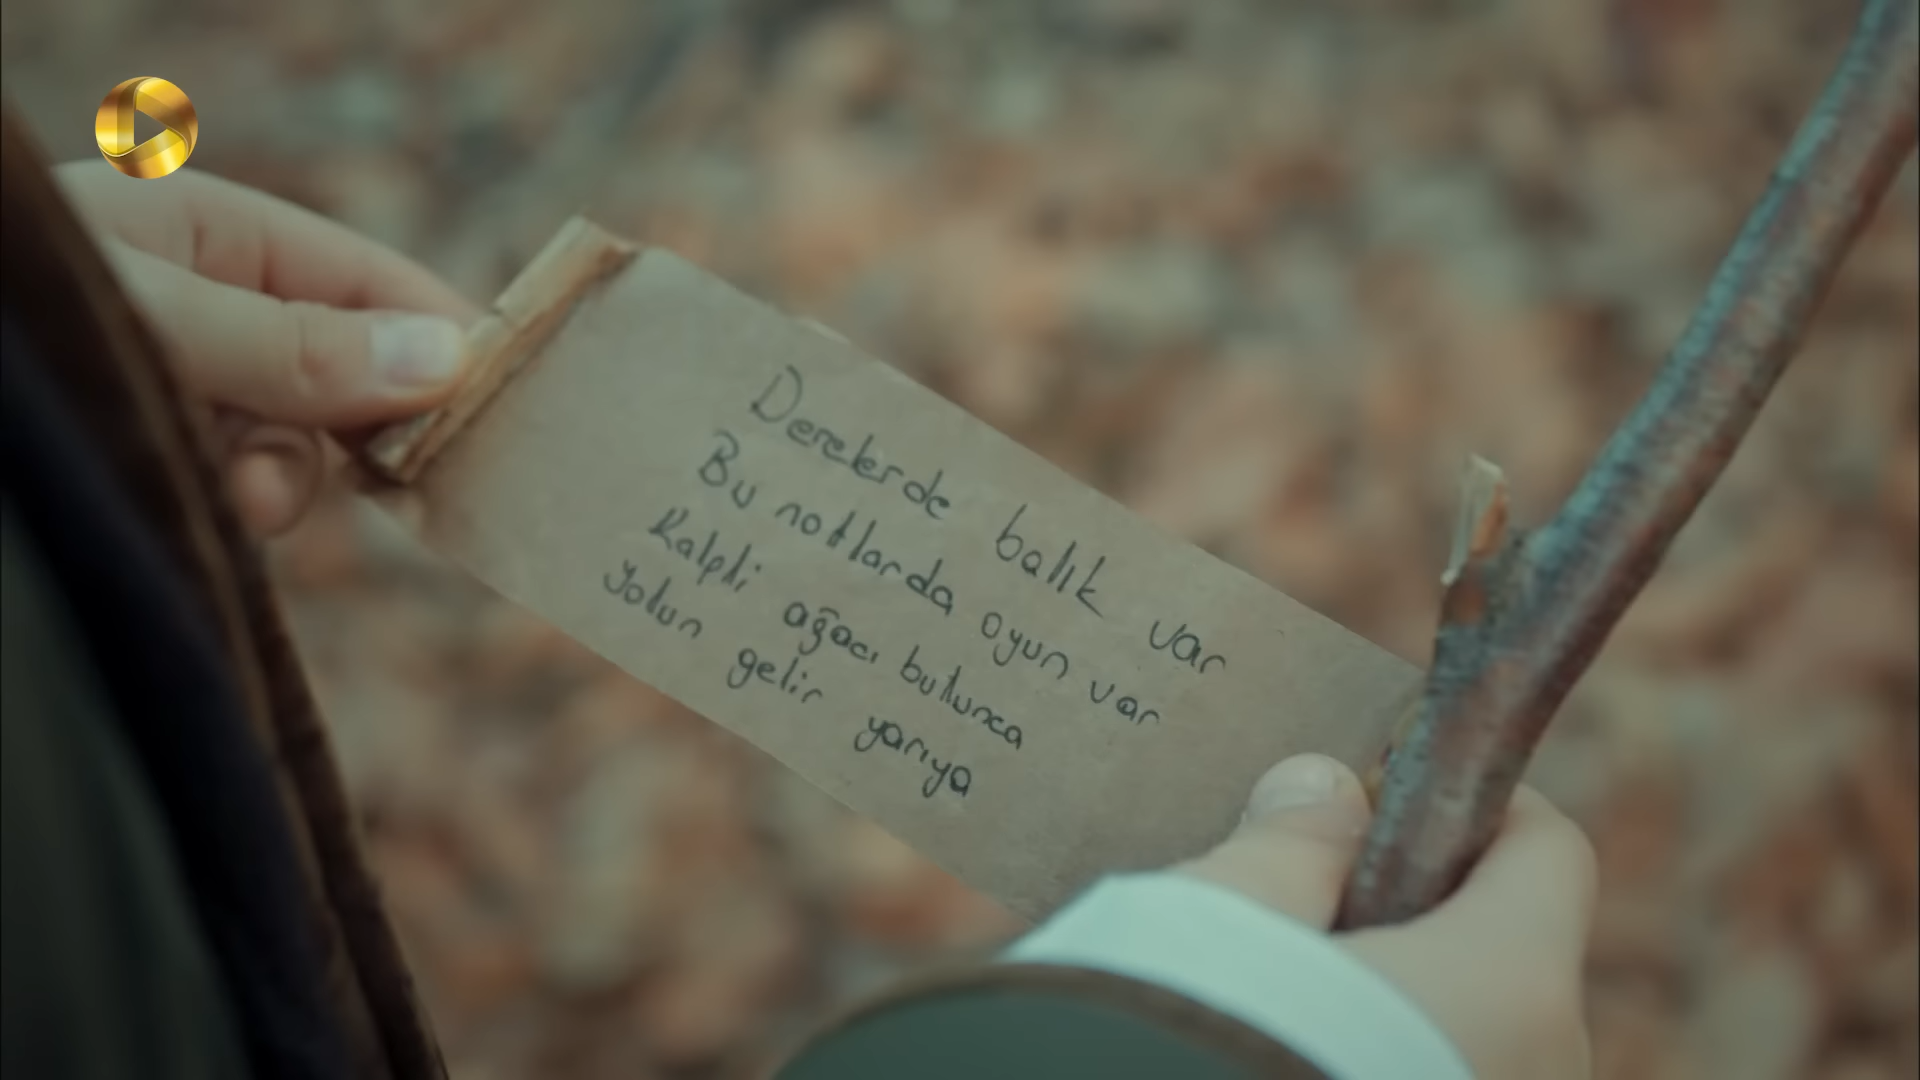 Derelerde balık var
Bu notlarda oyun var
Kalpli ağacı bulunca
Yolun gelir yarıya